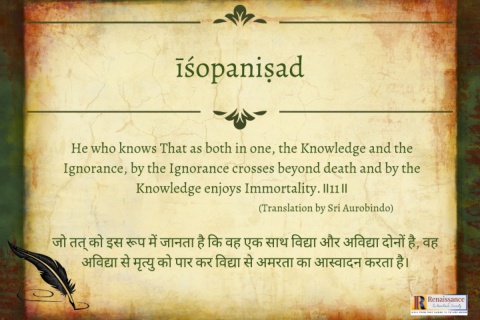 īśopaniṣad
He who knows That as both in one, the Knowledge and the
Ignorance, by the Ignorance crosses beyond death and by the
Knowledge enjoys Immortality.॥11॥
(Translation by Sri Aurobindo)
जो तत् को इस रूप में जानता है कि वह एक साथ विद्या और अविद्या दोनों है, वह
अविद्या से मृत्यु को पार कर विद्या से अमरता का आस्वादन करता है।
Renaissance